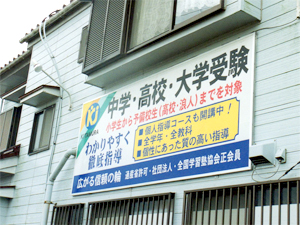 中学・高校・大学受験
小学生から予備校生(高校・浪人)までを対象
わかりやすく
徹底指導
■個人指導コースも開講中!
■全学年・全教科
■個性にあった質の高い指導
広がる信頼の輪 通産省許可・社団法人・全国学習塾協会正会員